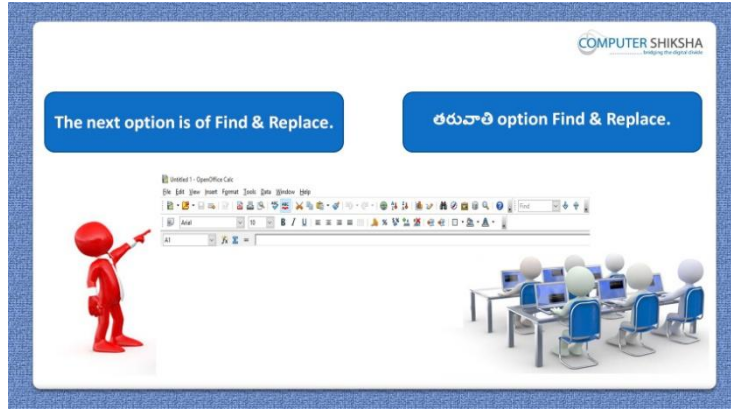 COMPUTER SHIKSHA
bridging the digital divide
The next option is of Find & Replace.
తరువాతి option Find & Replace.
Untitled 1 - OpenOffice Calc
File Edit View Insert Format Tools Data Window Help
Find
Arial 10 B I U
A1 =